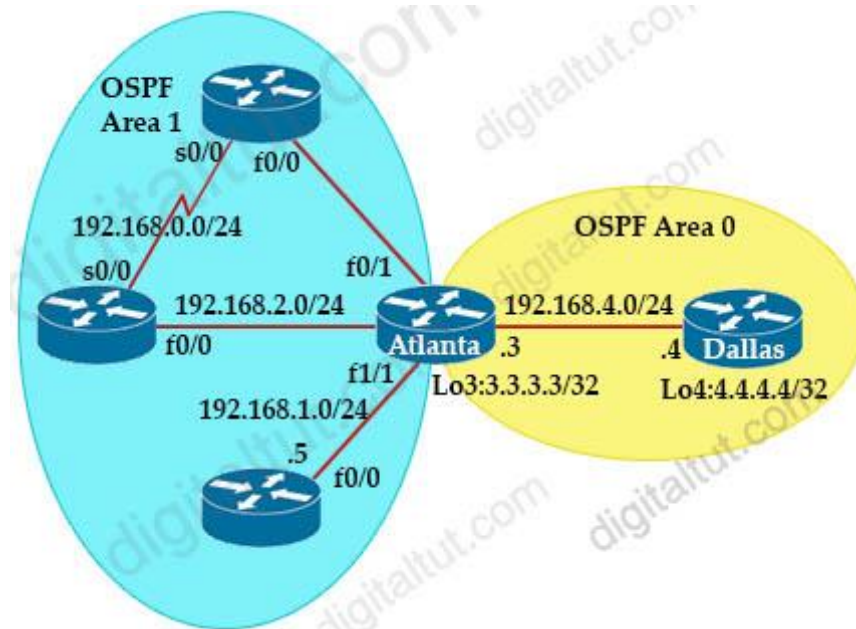 OSPF
Area 1
s0/0
f0/0
192.168.0.0/24
s0/0
f0/1
OSPF Area 0
192.168.2.0/24
192.168.4.0/24
f0/0
Atlanta
.3
.4
Dallas
f1/1
Lo3:3.3.3.3/32
Lo4:4.4.4.4/32
192.168.1.0/24
.5
f0/0
digitaltut.com
digitaltut.com
digitaltut.com
digitaltut.com
digitaltut.com